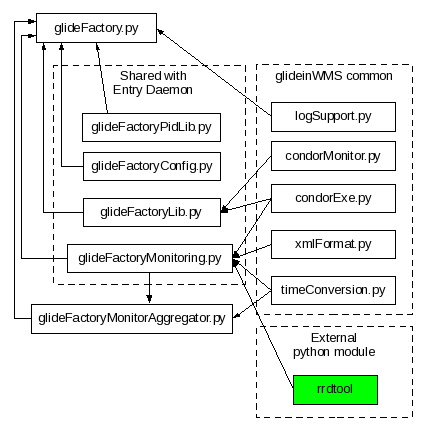 glideFactory.py
Shared with
Entry Daemon
glideinWMS common
logSupport.py
glideFactoryPidLib.py
condorMonitor.py
glideFactoryConfig.py
condorExe.py
glideFactoryLib.py
xmlFormat.py
glideFactoryMonitoring.py
timeConversion.py
glideFactoryMonitorAggregator.py
External
python module
rrdtool